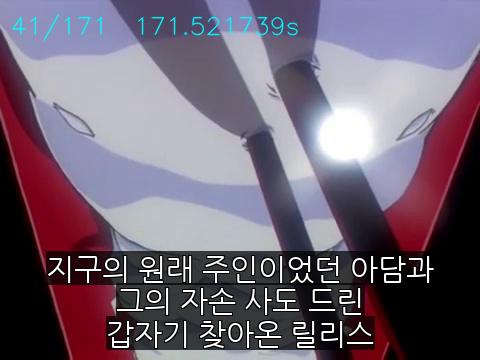 41/171 171.521739s
지구의 원래 주인이었던 아담과
그의 자손 사도 드린
갑자기 찾아온 릴리스